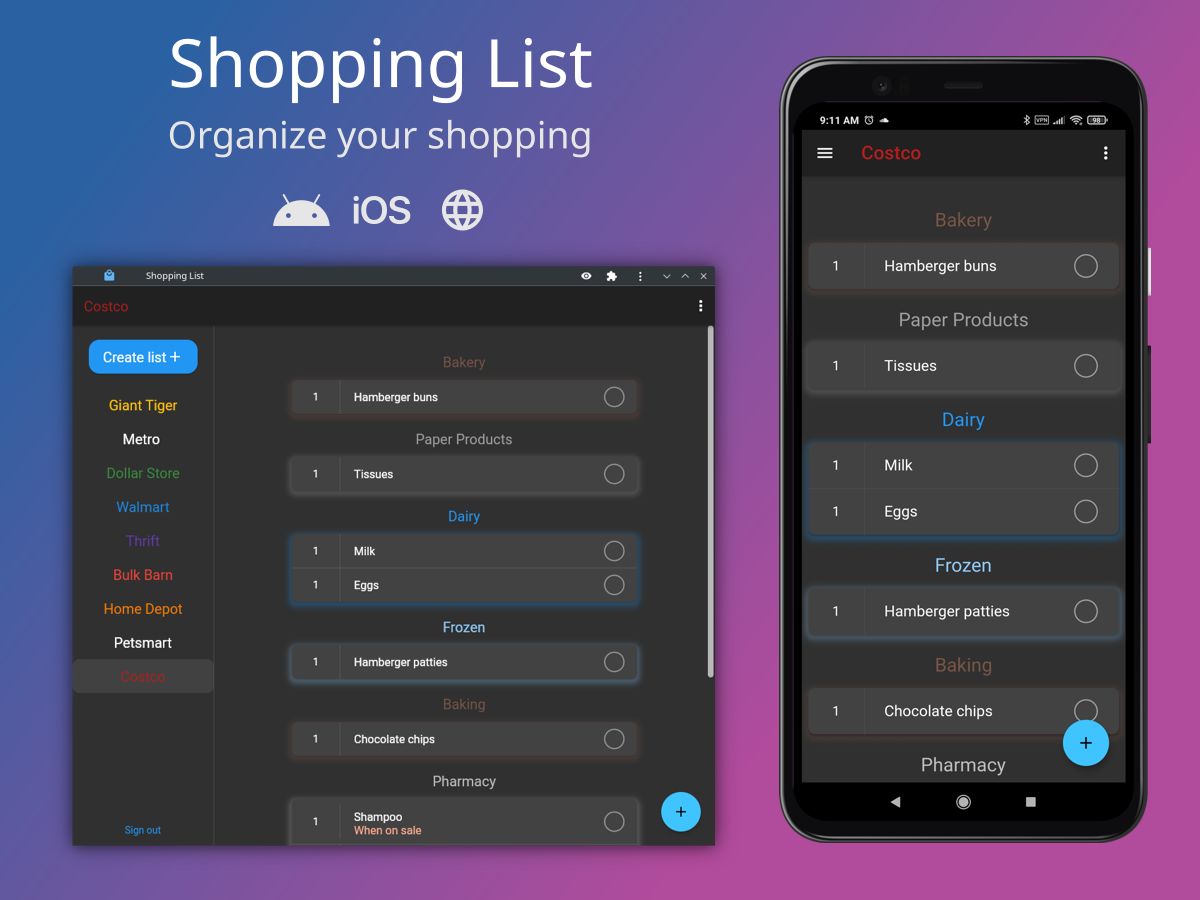 Shopping List
Organize your shopping
iOS
Shopping List
Costco
Create list +
Giant Tiger
Metro
Dollar Store
Walmart
Thrift
Bulk Barn
Home Depot
Petsmart
Costco
Sign out
Bakery
1 Hamberger buns
Paper Products
1 Tissues
Dairy
1 Milk
1 Eggs
Frozen
1 Hamberger patties
Baking
1 Chocolate chips
Pharmacy
1 Shampoo
When on sale
+
9:11 AM VPN 98
Costco
Bakery
1 Hamberger buns
Paper Products
1 Tissues
Dairy
1 Milk
1 Eggs
Frozen
1 Hamberger patties
Baking
1 Chocolate chips
+
Pharmacy